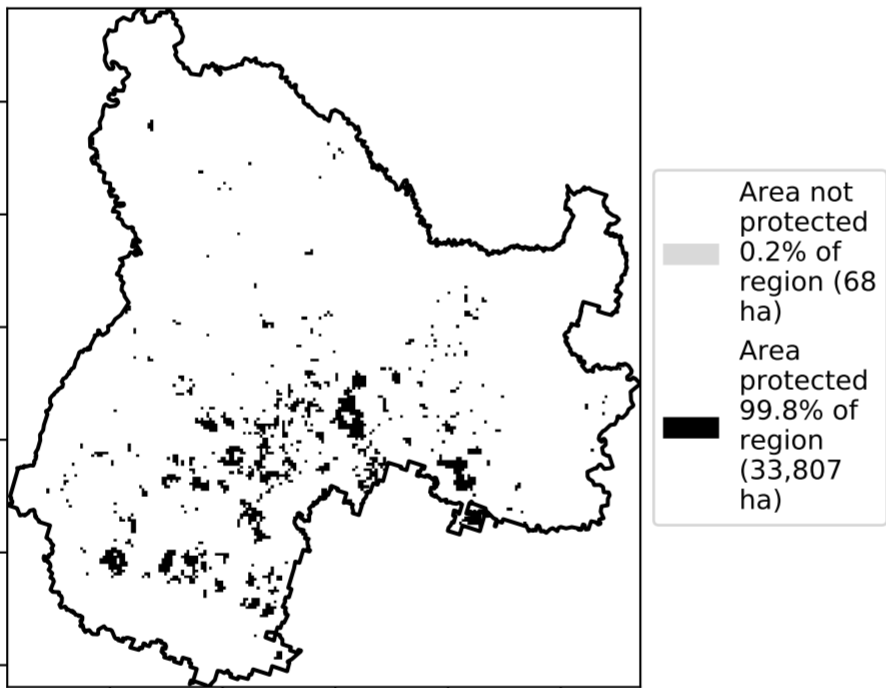 Area not
protected
0.2% of
region (68
ha)
Area
protected
99.8% of
region
(33,807
ha)